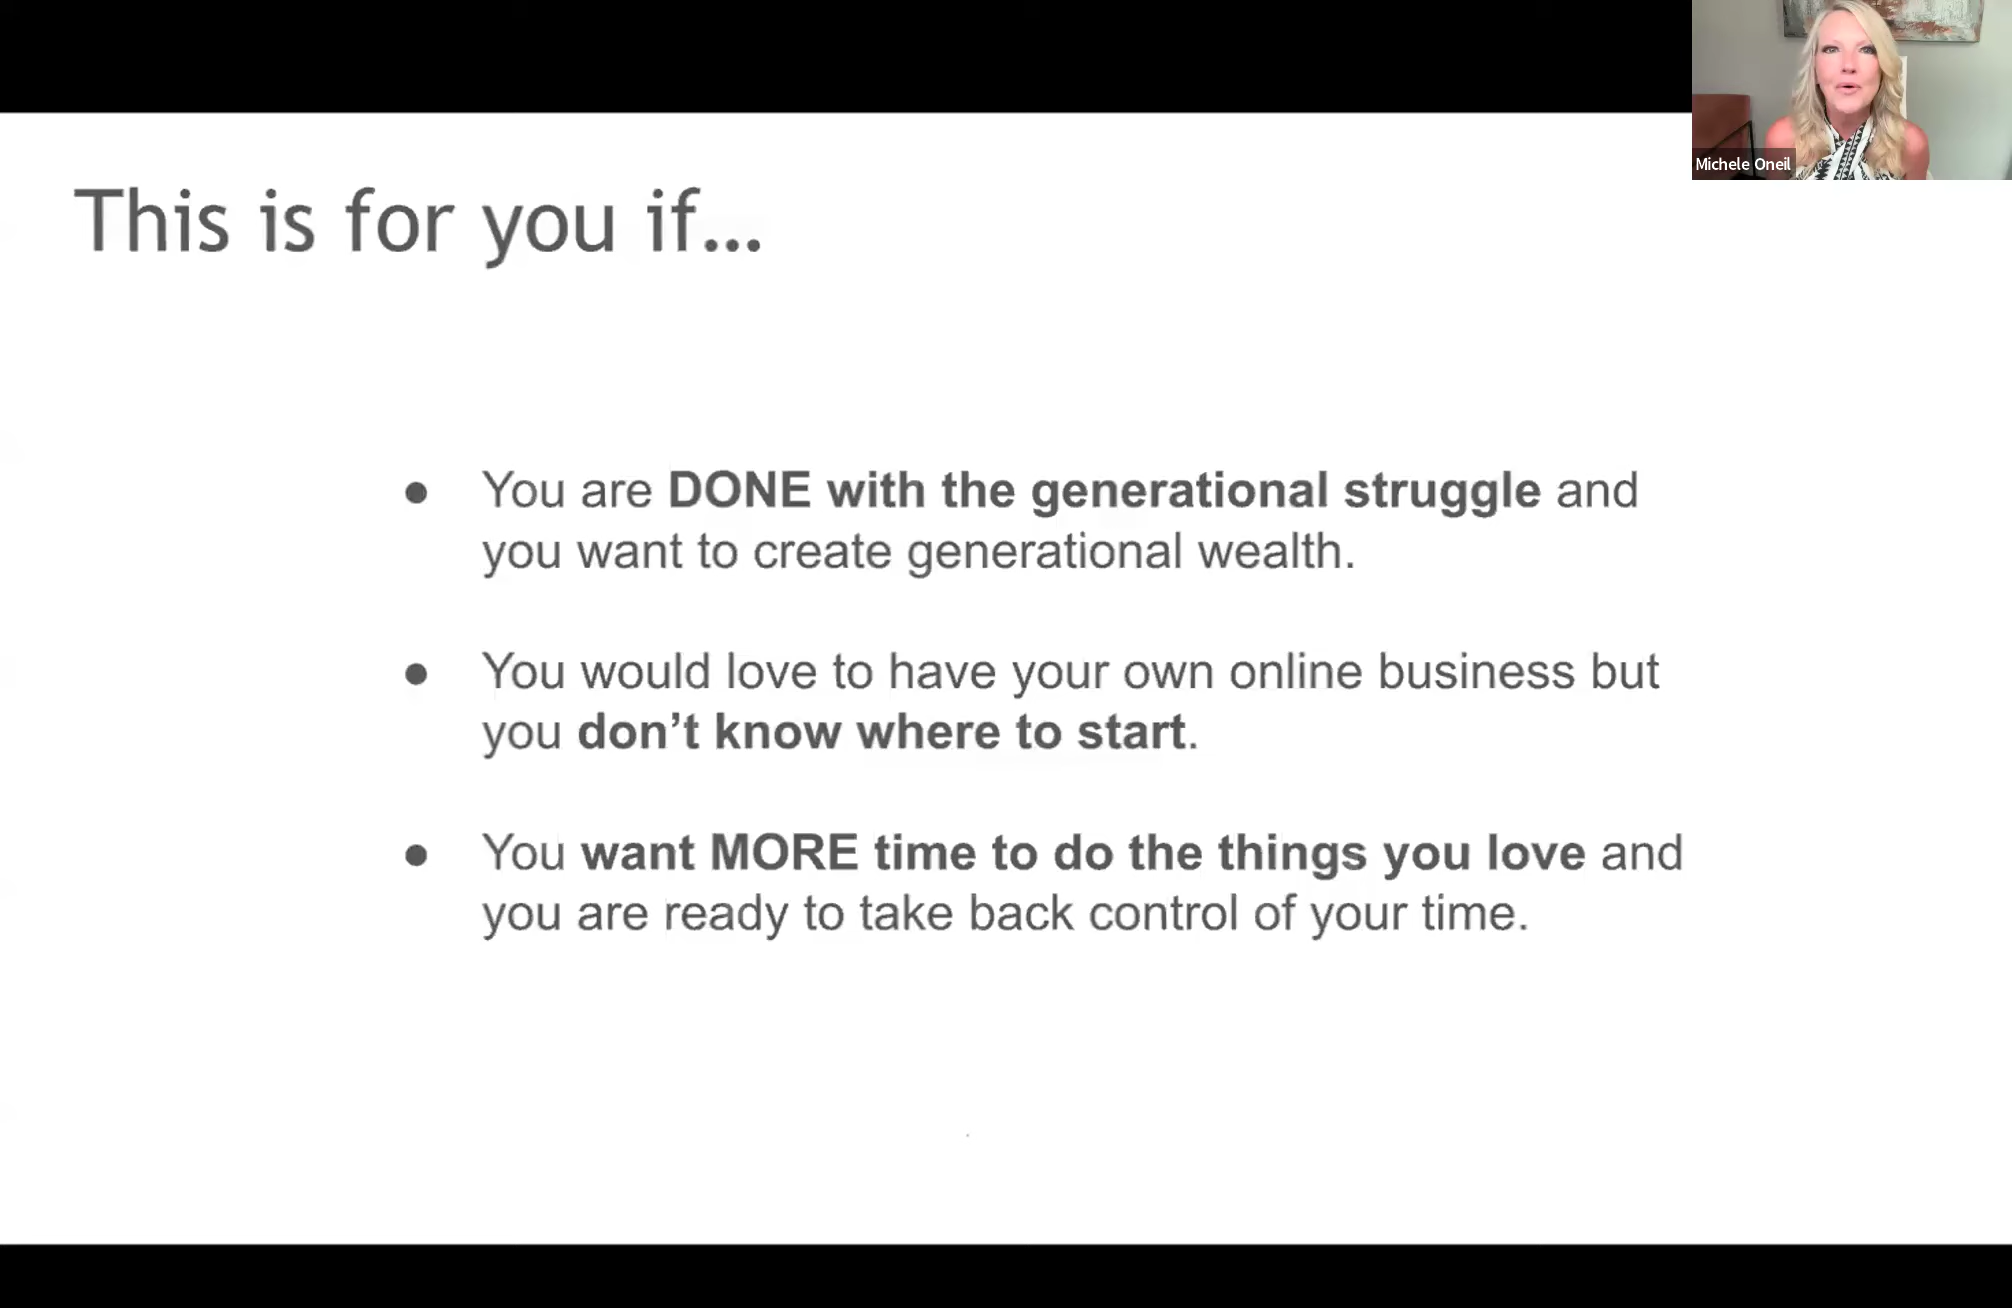 Michele Oneil
This is for you if...
● You are DONE with the generational struggle and
you want to create generational wealth.
● You would love to have your own online business but
you don’t know where to start.
● You want MORE time to do the things you love and
you are ready to take back control of your time.